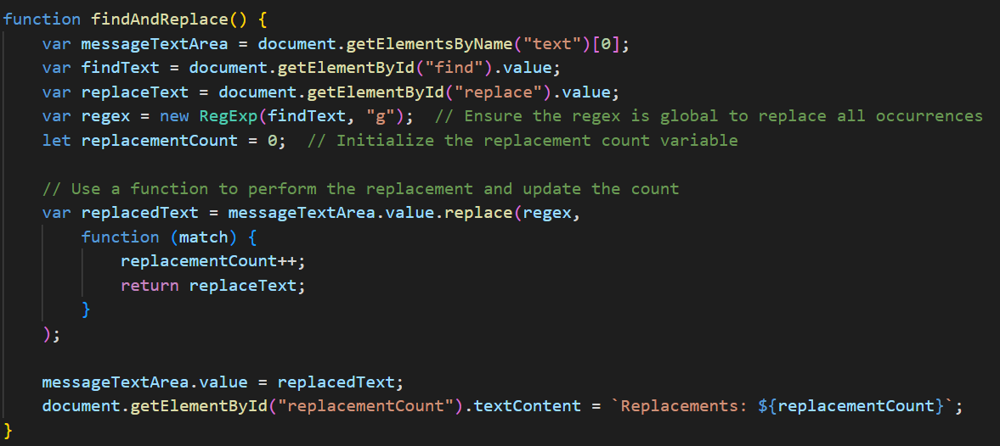 function findAndReplace() {
    var messageTextArea = document.getElementsByName("text")[0];
    var findText = document.getElementById("find").value;
    var replaceText = document.getElementById("replace").value;
    var regex = new RegExp(findText, "g");  // Ensure the regex is global to replace all occurrences
    let replacementCount = 0;  // Initialize the replacement count variable

    // Use a function to perform the replacement and update the count
    var replacedText = messageTextArea.value.replace(regex,
        function (match) {
            replacementCount++;
            return replaceText;
        }
    );

    messageTextArea.value = replacedText;
    document.getElementById("replacementCount").textContent = `Replacements: ${replacementCount}`;
}